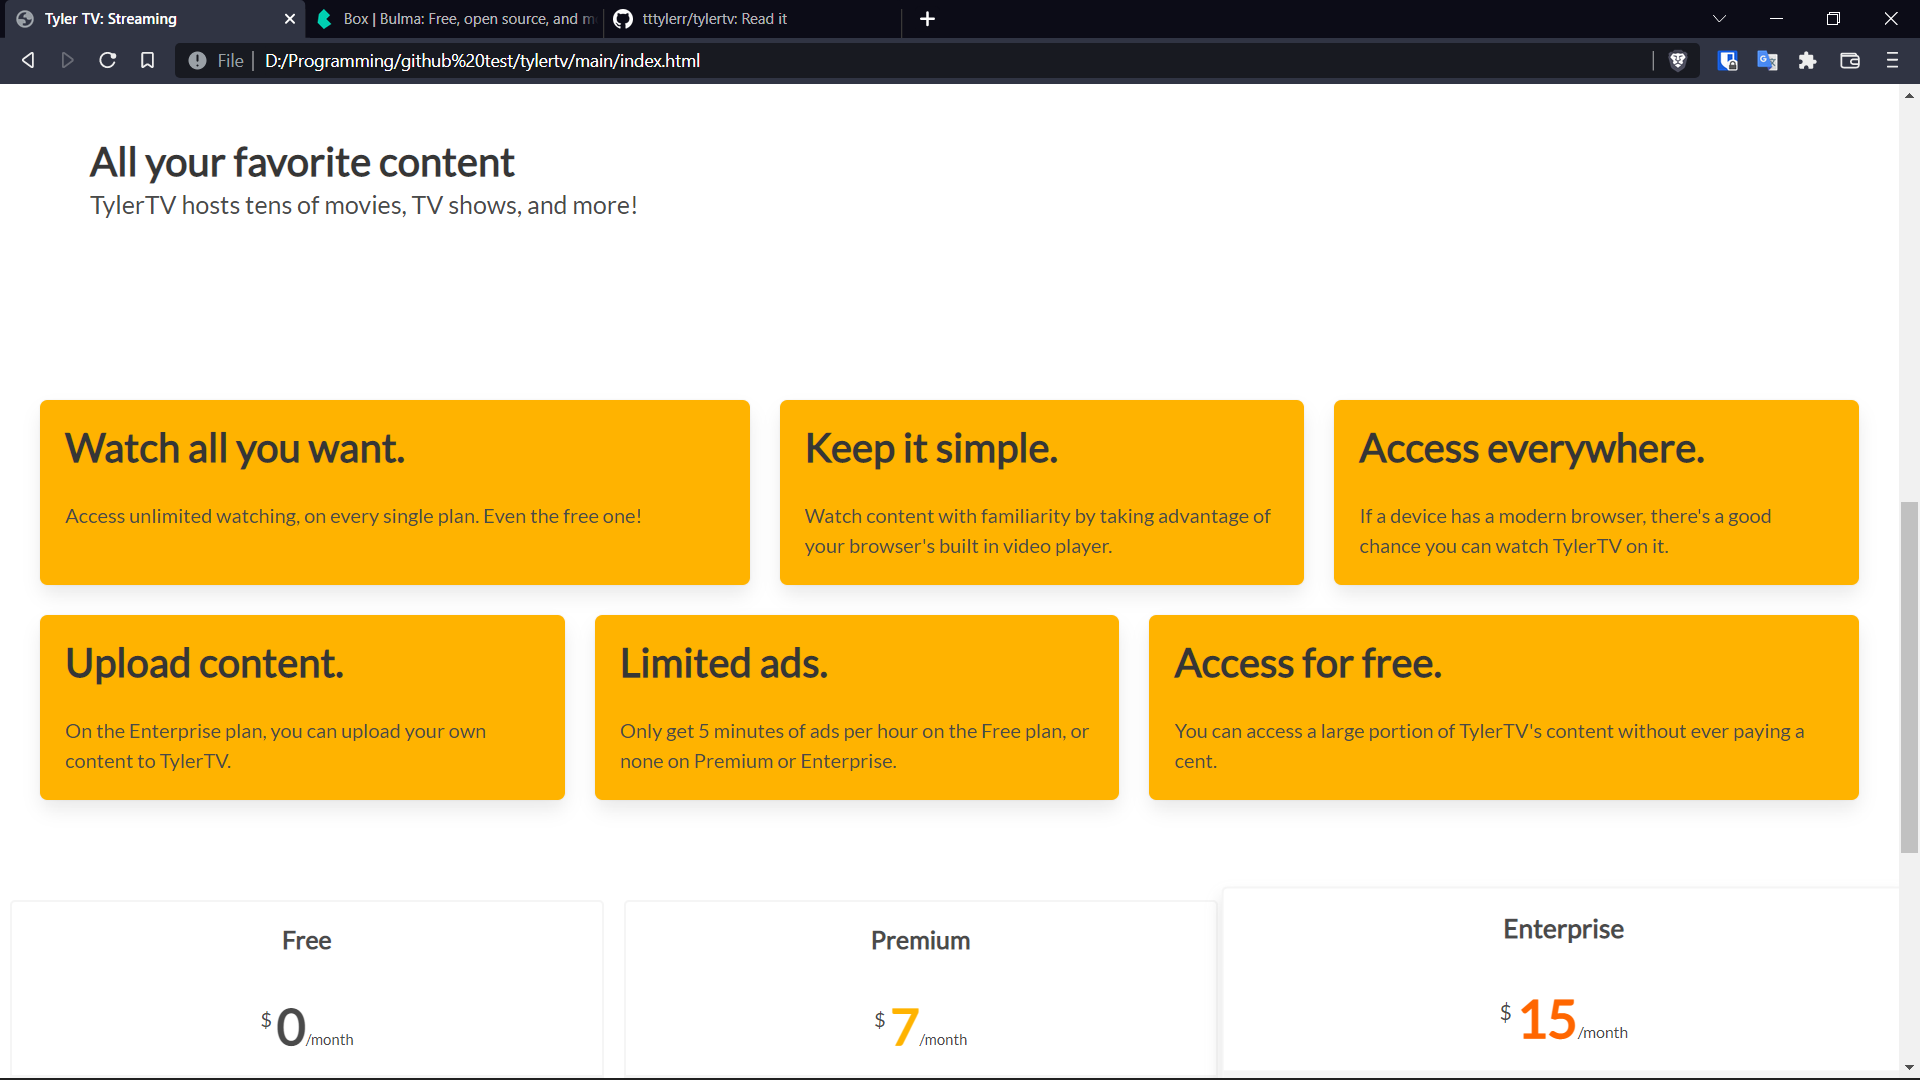 Tyler TV: Streaming
Box | Bulma: Free, open source, and m
tttylerr/tylertv: Read it
File | D:/Programming/github%20test/tylertv/main/index.html
All your favorite content
TylerTV hosts tens of movies, TV shows, and more!
Watch all you want.
Access unlimited watching, on every single plan. Even the free one!
Keep it simple.
Watch content with familiarity by taking advantage of
your browser's built in video player.
Access everywhere.
If a device has a modern browser, there's a good
chance you can watch TylerTV on it.
Upload content.
On the Enterprise plan, you can upload your own
content to TylerTV.
Limited ads.
Only get 5 minutes of ads per hour on the Free plan, or
none on Premium or Enterprise.
Access for free.
You can access a large portion of TylerTV's content without ever paying a
cent.
Free
$0/month
Premium
$7/month
Enterprise
$15/month